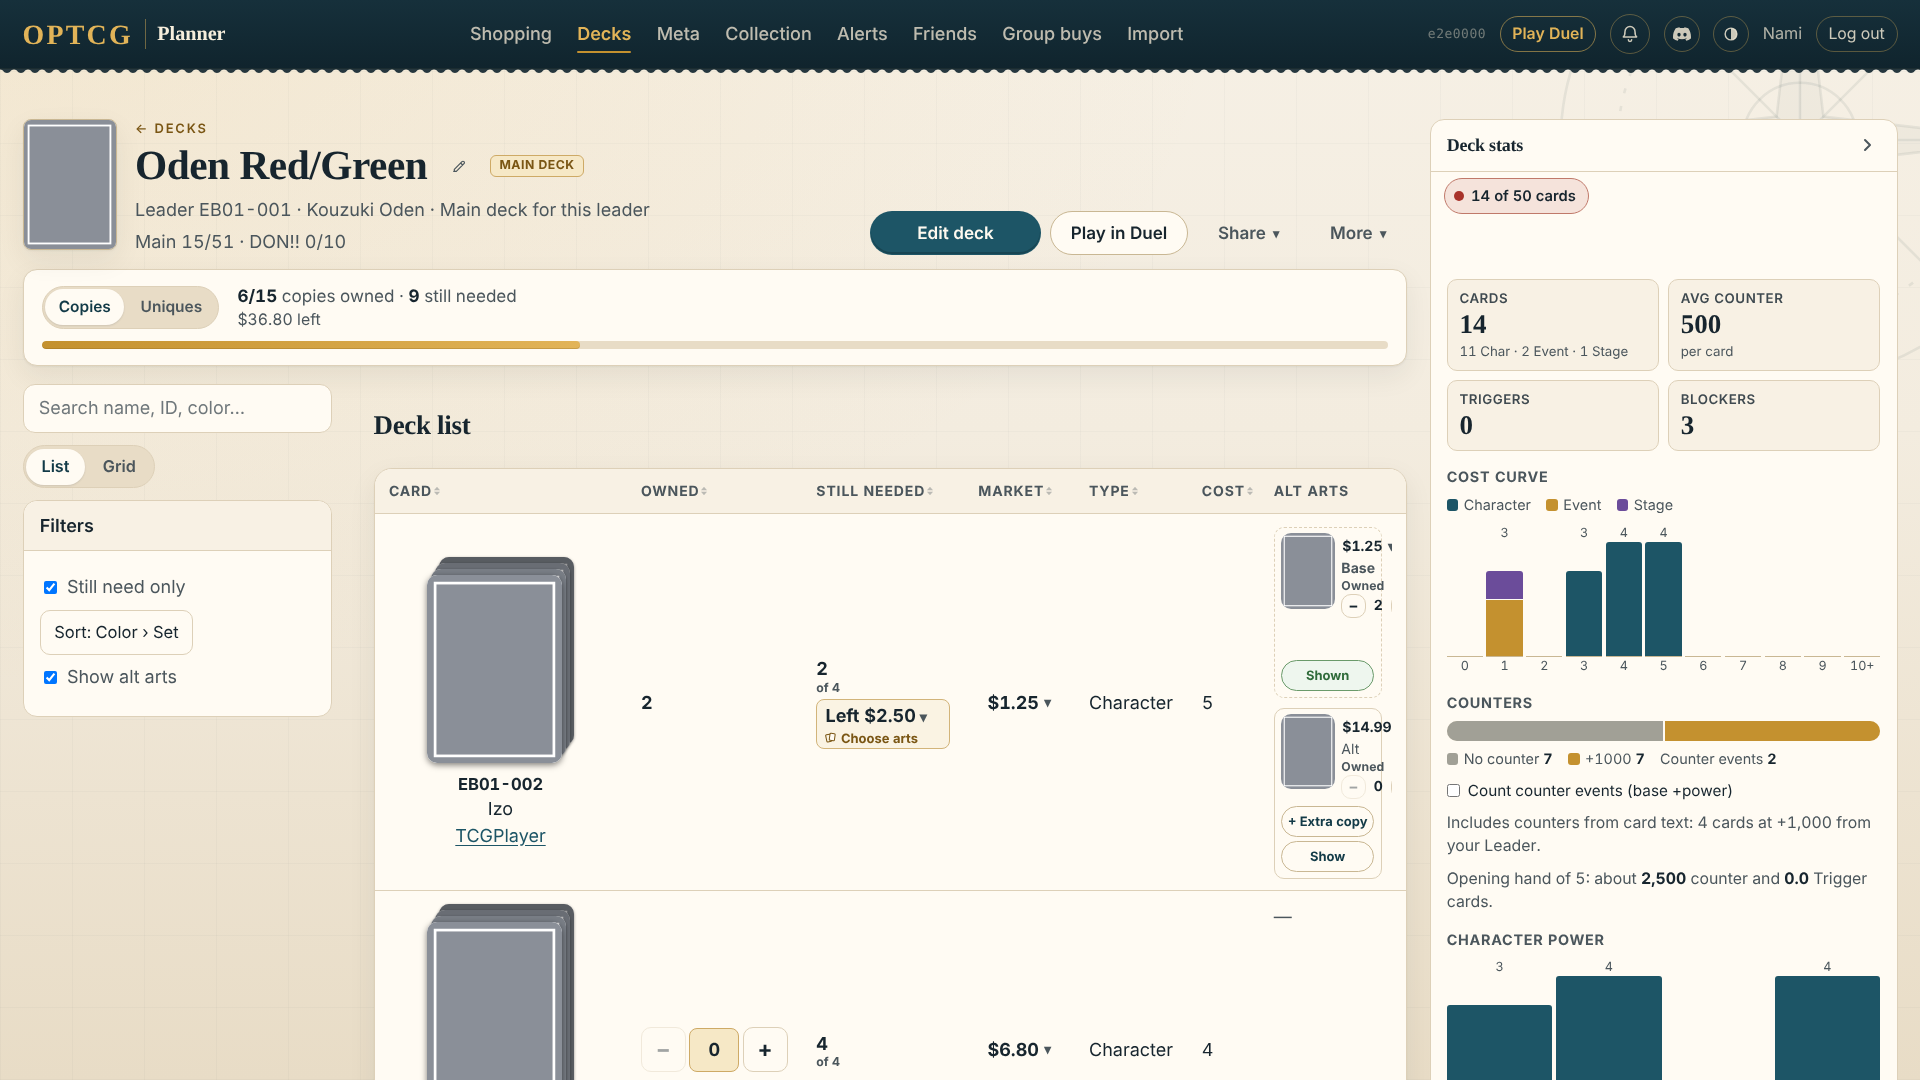 OPTCG Planner
Shopping Decks Meta Collection Alerts Friends Group buys Import
e2e0000 Play Duel Nami Log out
← DECKS
Oden Red/Green MAIN DECK
Leader EB01-001 · Kouzuki Oden · Main deck for this leader
Main 15/51 · DON!! 0/10
Edit deck Play in Duel Share ▾ More ▾
Copies Uniques
6/15 copies owned · 9 still needed
$36.80 left
Search name, ID, color...
List Grid
Filters
Still need only
Sort: Color › Set
Show alt arts
Deck list
CARD OWNED STILL NEEDED MARKET TYPE COST ALT ARTS
EB01-002
Izo
TCGPlayer
2
2
of 4
Left $2.50 ▾
Choose arts
$1.25 ▾
Character
5
$1.25
Base
Owned
− 2
Shown
$14.99
Alt
Owned
− 0
+ Extra copy
Show
− 0 +
4
of 4
$6.80 ▾
Character
4
—
Deck stats
14 of 50 cards
CARDS
14
11 Char · 2 Event · 1 Stage
AVG COUNTER
500
per card
TRIGGERS
0
BLOCKERS
3
COST CURVE
Character Event Stage
3 3 4 4
0 1 2 3 4 5 6 7 8 9 10+
COUNTERS
No counter 7 +1000 7 Counter events 2
Count counter events (base +power)
Includes counters from card text: 4 cards at +1,000 from
your Leader.
Opening hand of 5: about 2,500 counter and 0.0 Trigger
cards.
CHARACTER POWER
3 4 4